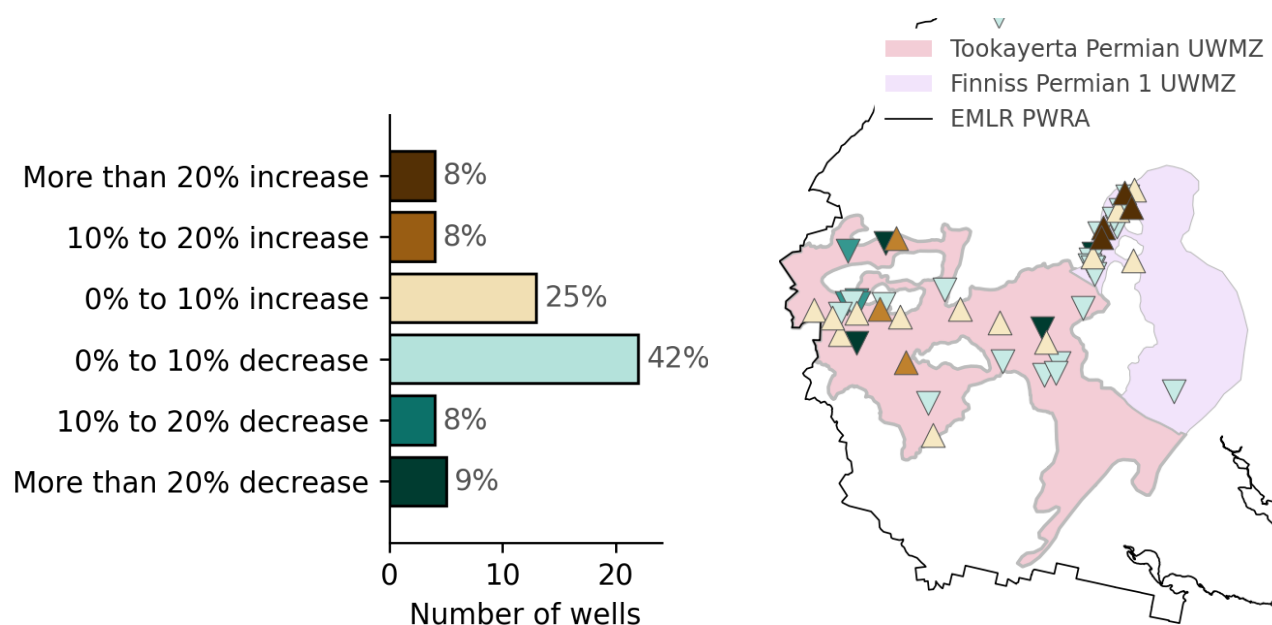 More than 20% increase
8%
10% to 20% increase
8%
0% to 10% increase
25%
0% to 10% decrease
42%
10% to 20% decrease
8%
More than 20% decrease
9%
0
10
20
Number of wells
Tookayerta Permian UWMZ
Finniss Permian 1 UWMZ
EMLR PWRA